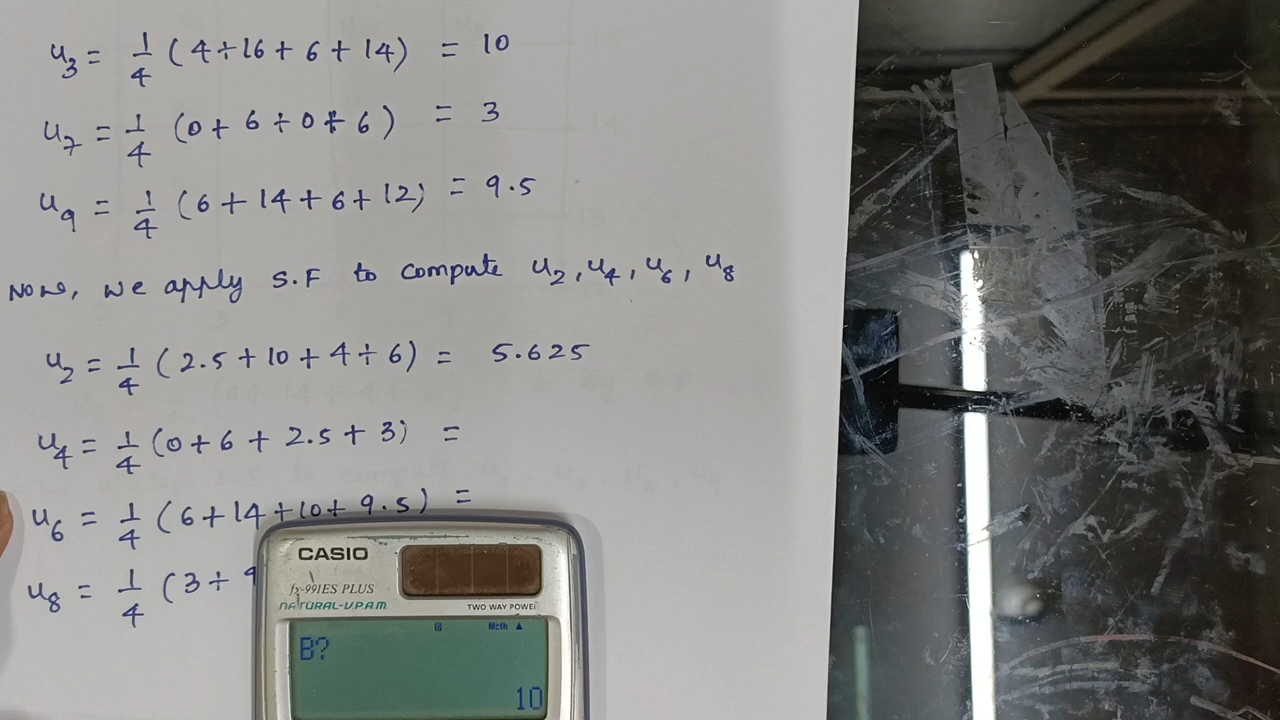 u₃ = 1/4 (4+16+6+14) = 10
u₇ = 1/4 (0+6+0+6) = 3
u₉ = 1/4 (6+14+6+12) = 9.5
Now, we apply S.F to compute u₂, u₄, u₆, u₈
u₂ = 1/4 (2.5+10+4+6) = 5.625
u₄ = 1/4 (0+6+2.5+3) =
u₆ = 1/4 (6+14+10+9.5) =
u₈ = 1/4 (3+9
CASIO
fx-991ES PLUS
NATURAL-V.P.A.M.
TWO WAY POWE
D Math ▲
B?
10